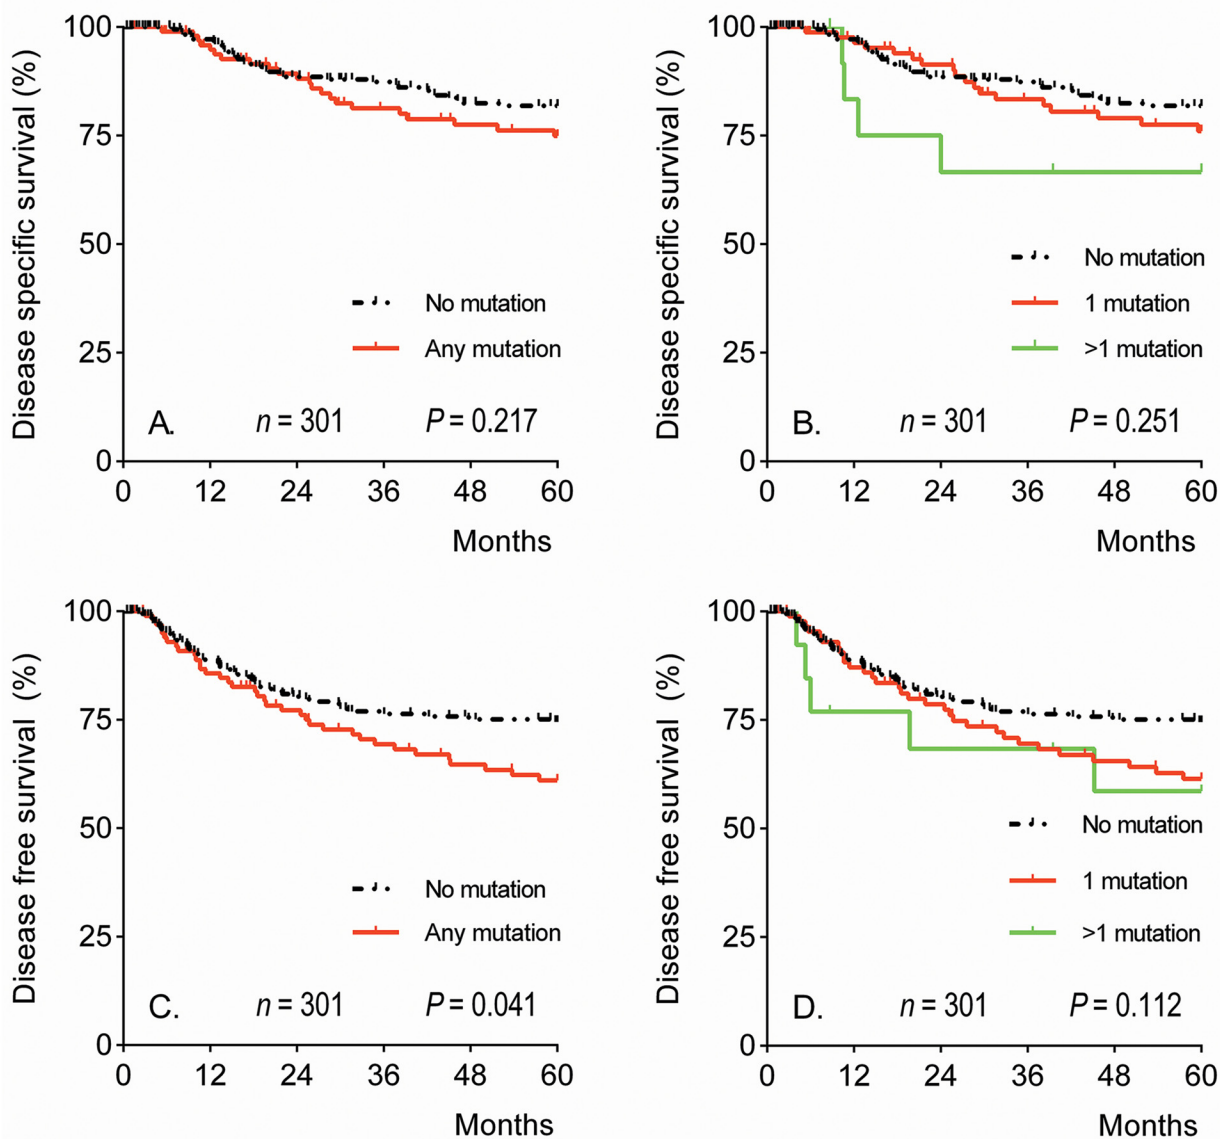 Disease specific survival (%)
100
75
50
25
0
No mutation
Any mutation
A. n = 301 P = 0.217
0 12 24 36 48 60
Months
Disease specific survival (%)
100
75
50
25
0
No mutation
1 mutation
>1 mutation
B. n = 301 P = 0.251
0 12 24 36 48 60
Months
Disease free survival (%)
100
75
50
25
0
No mutation
Any mutation
C. n = 301 P = 0.041
0 12 24 36 48 60
Months
Disease free survival (%)
100
75
50
25
0
No mutation
1 mutation
>1 mutation
D. n = 301 P = 0.112
0 12 24 36 48 60
Months